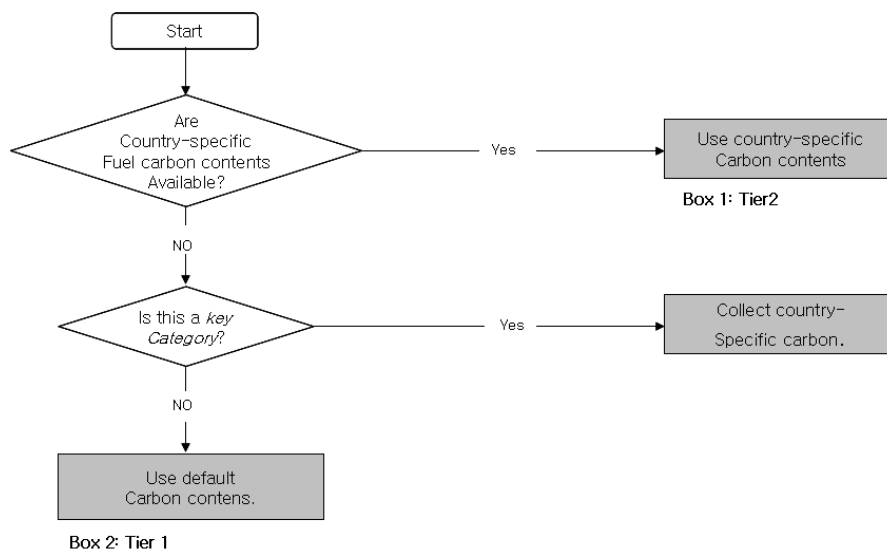 Start
Are
Country-specific
Fuel carbon contents
Available?
Yes
Use country-specific
Carbon contents
Box 1: Tier2
NO
Is this a key
Category?
Yes
Collect country-
Specific carbon.
NO
Use default
Carbon contens.
Box 2: Tier 1